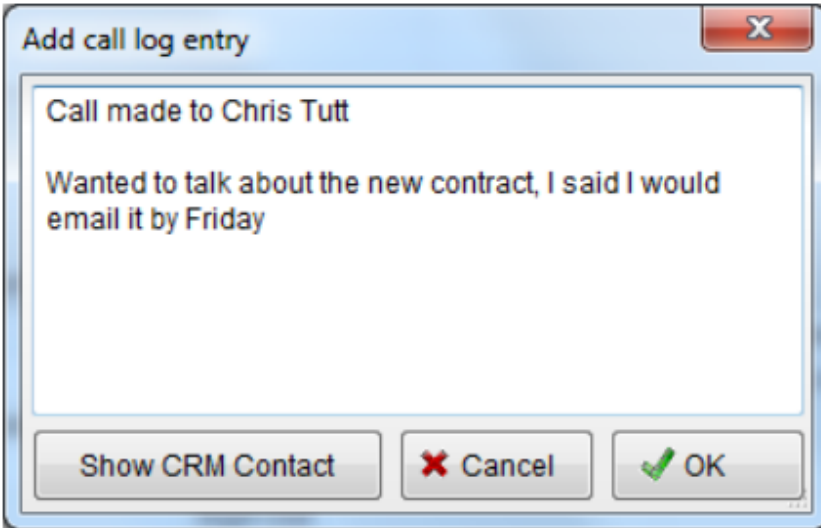 Add call log entry
Call made to Chris Tutt
Wanted to talk about the new contract, I said I would
email it by Friday
Show CRM Contact
Cancel
OK